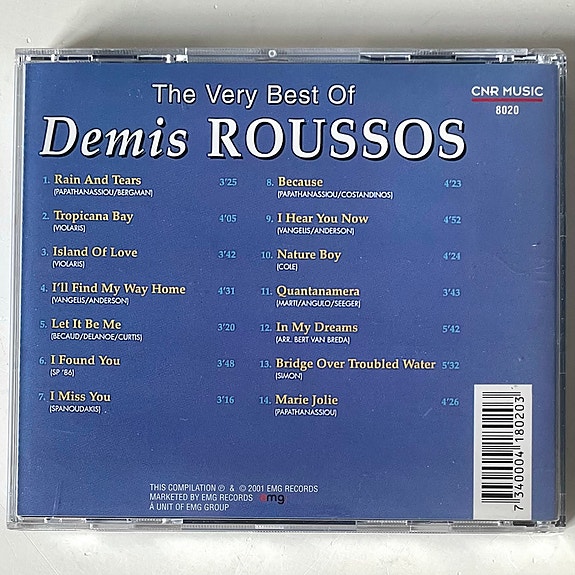 The Very Best Of
Demis ROUSSOS
CNR MUSIC
8020
1. Rain And Tears 3'25
(PAPATHANASSIOU/BERGMAN)
2. Tropicana Bay 4'05
(VIOLARIS)
3. Island Of Love 3'42
(VIOLARIS)
4. I'll Find My Way Home 4'31
(VANGELIS/ANDERSON)
5. Let It Be Me 3'20
(BECAUD/DELANOE/CURTIS)
6. I Found You 3'48
(SP '86)
7. I Miss You 3'16
(SPANOUDAKIS)
8. Because 4'23
(PAPATHANASSIOU/COSTANDINOS)
9. I Hear You Now 4'52
(VANGELIS/ANDERSON)
10. Nature Boy 4'24
(COLE)
11. Quantanamera 3'43
(MARTI/ANGULO/SEEGER)
12. In My Dreams 5'42
(ARR. BERT VAN BREDA)
13. Bridge Over Troubled Water 5'32
(SIMON)
14. Marie Jolie 4'26
(PAPATHANASSIOU)
THIS COMPILATION ℗ & © 2001 EMG RECORDS
MARKETED BY EMG RECORDS emg
A UNIT OF EMG GROUP
7 340004 180203